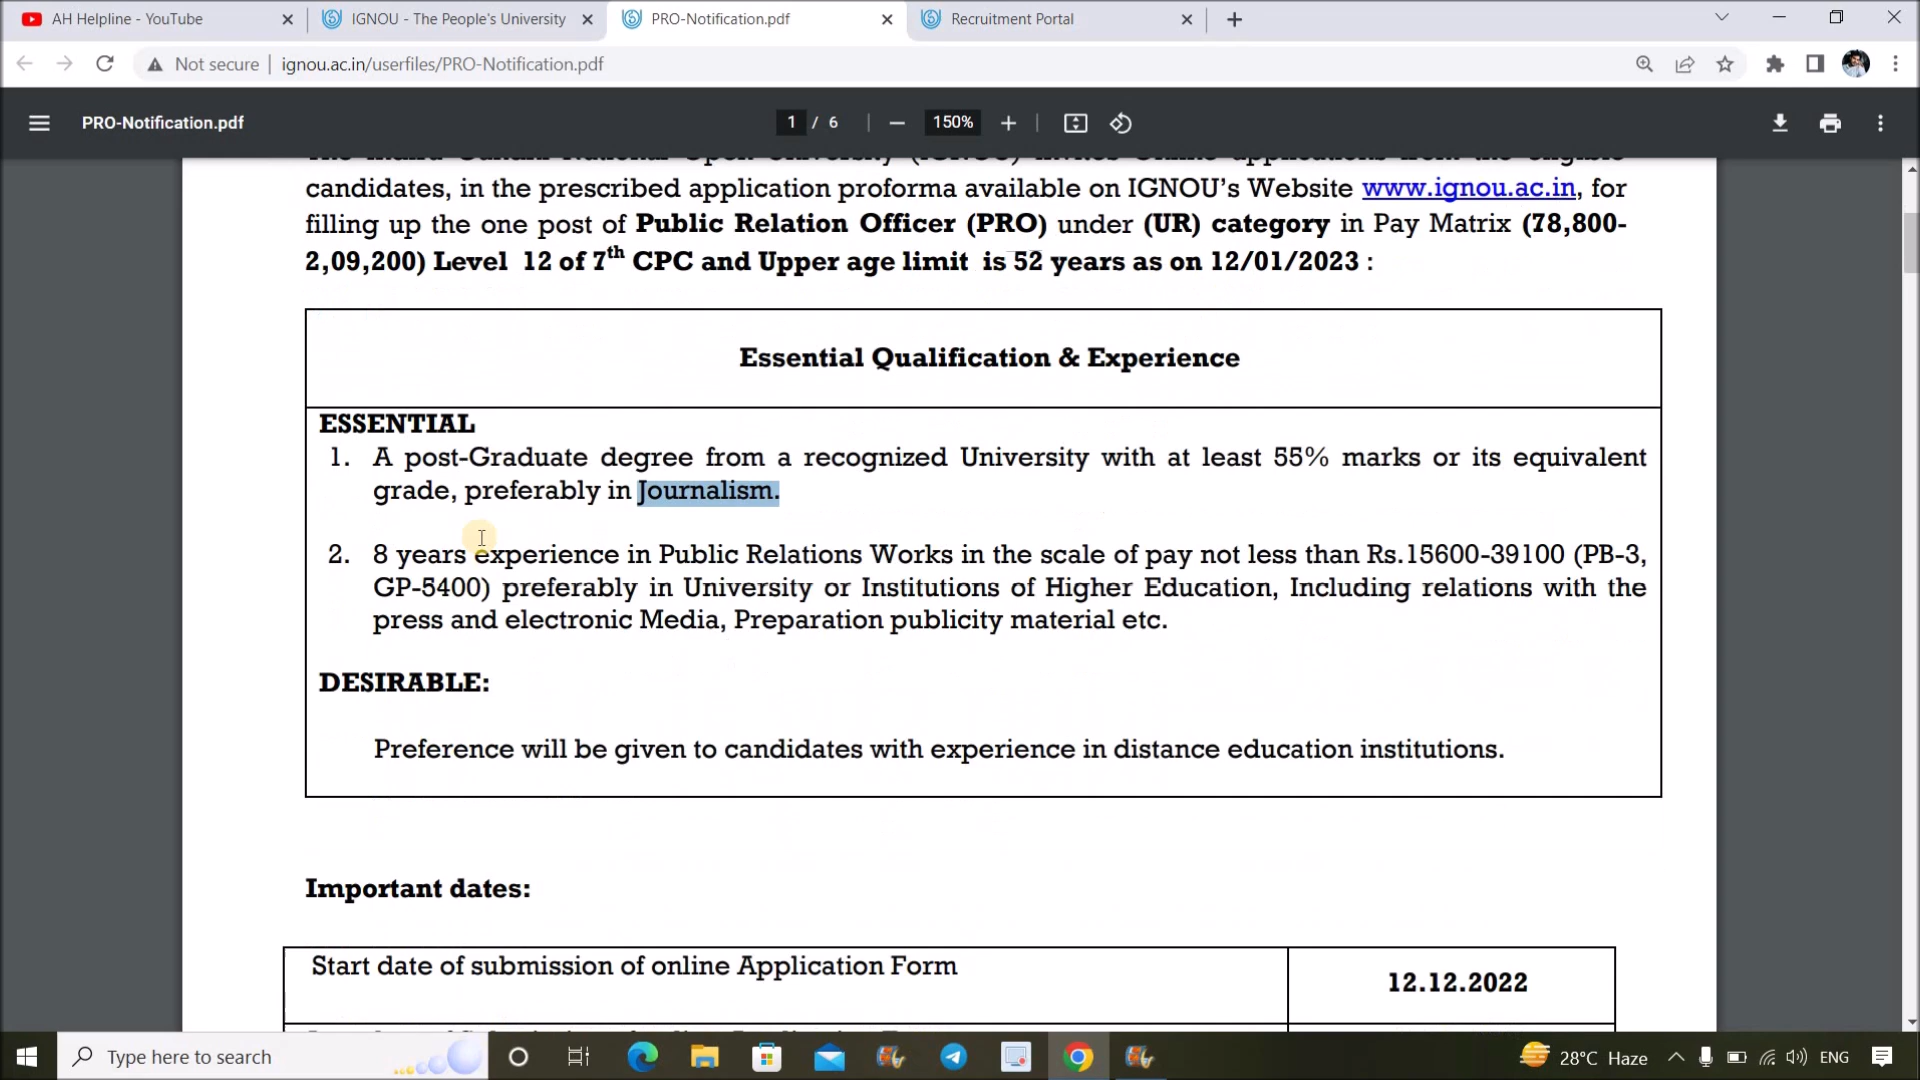 AH Helpline - YouTube
IGNOU - The People's University
PRO-Notification.pdf
Recruitment Portal
Not secure
ignou.ac.in/userfiles/PRO-Notification.pdf
PRO-Notification.pdf
1 / 6
150%
candidates, in the prescribed application proforma available on IGNOU's Website www.ignou.ac.in, for
filling up the one post of Public Relation Officer (PRO) under (UR) category in Pay Matrix (78,800-
2,09,200) Level 12 of 7th CPC and Upper age limit is 52 years as on 12/01/2023 :
Essential Qualification & Experience
ESSENTIAL
1. A post-Graduate degree from a recognized University with at least 55% marks or its equivalent
grade, preferably in Journalism.
2. 8 years experience in Public Relations Works in the scale of pay not less than Rs.15600-39100 (PB-3,
GP-5400) preferably in University or Institutions of Higher Education, Including relations with the
press and electronic Media, Preparation publicity material etc.
DESIRABLE:
Preference will be given to candidates with experience in distance education institutions.
Important dates:
Start date of submission of online Application Form
12.12.2022
Type here to search
28°C Haze
ENG